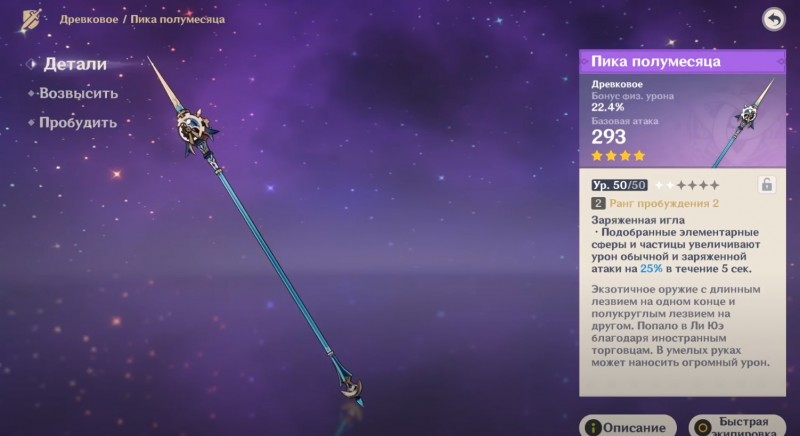 Древковое / Пика полумесяца
Детали
Возвысить
Пробудить
Пика полумесяца
Древковое
Бонус физ. урона
22.4%
Базовая атака
293
Ур. 50/50
2 Ранг пробуждения 2
Заряженная игла
· Подобранные элементарные
сферы и частицы увеличивают
урон обычной и заряженной
атаки на 25% в течение 5 сек.
Экзотичное оружие с длинным
лезвием на одном конце и
полукруглым лезвием на
другом. Попало в Ли Юэ
благодаря иностранным
торговцам. В умелых руках
может наносить огромный урон.
Описание
Быстрая
экипировка